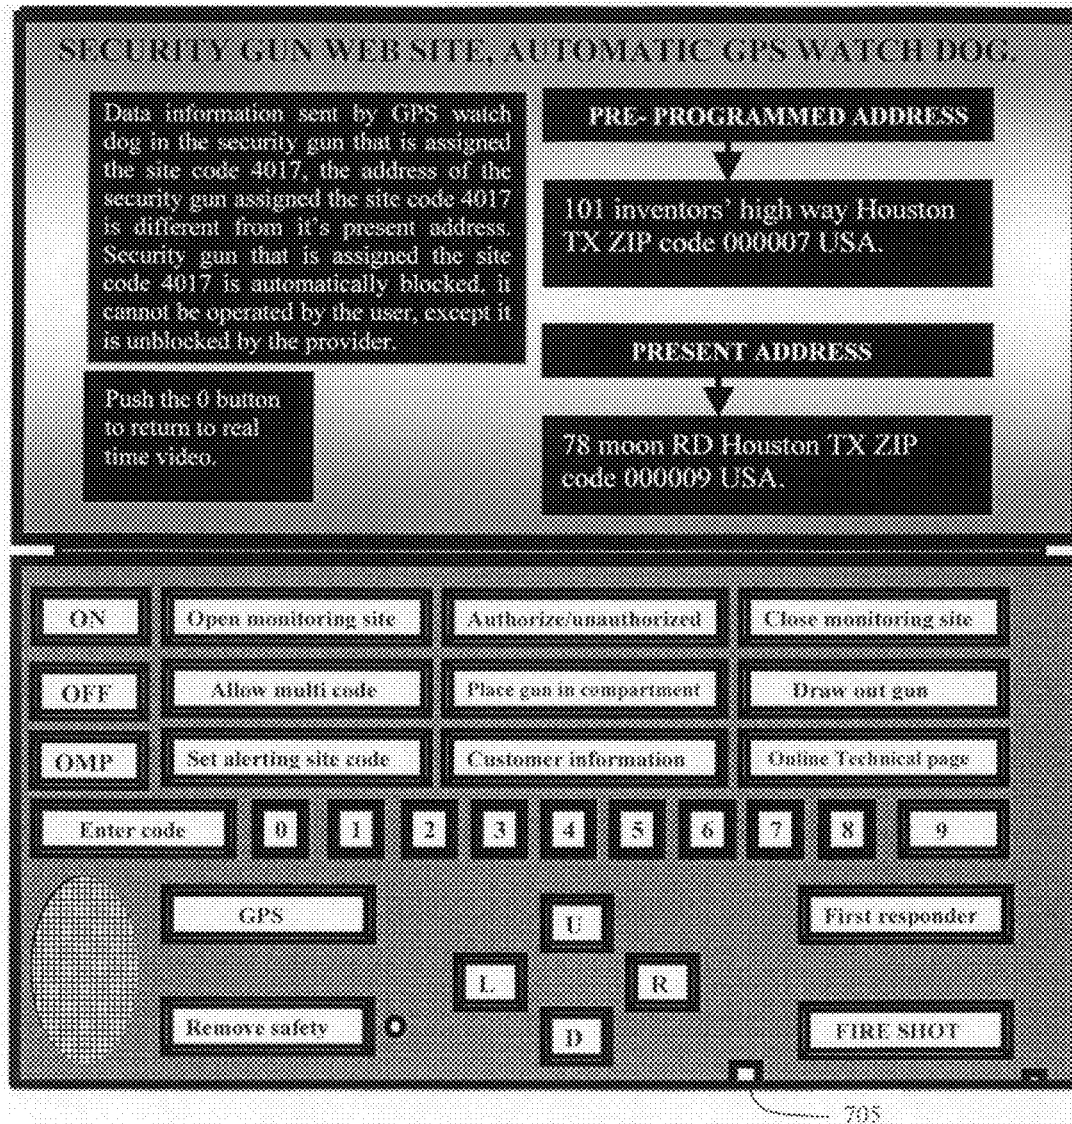 SECURITY GUN WEB SITE, AUTOMATIC GPS WATCH DOG.
Data information sent by GPS watch
dog in the security gun that is assigned
the site code 4017, the address of the
security gun assigned the site code 4017
is different from it's present address.
Security gun that is assigned the site
code 4017 is automatically blocked, it
cannot be operated by the user, except it
is unblocked by the provider.
Push the 0 button
to return to real
time video.
PRE- PROGRAMMED ADDRESS
101 inventors' high way Houston
TX ZIP code 000007 USA.
PRESENT ADDRESS
78 moon RD Houston TX ZIP
code 000009 USA.
ON
Open monitoring site
Authorize/unauthorized
Close monitoring site
OFF
Allow multi code
Place gun in compartment
Draw out gun
OMP
Set alerting site code
Customer information
Online Technical page
Enter code
0
1
2
3
4
5
6
7
8
9
GPS
U
First responder
L
R
Remove safety
D
FIRE SHOT
705